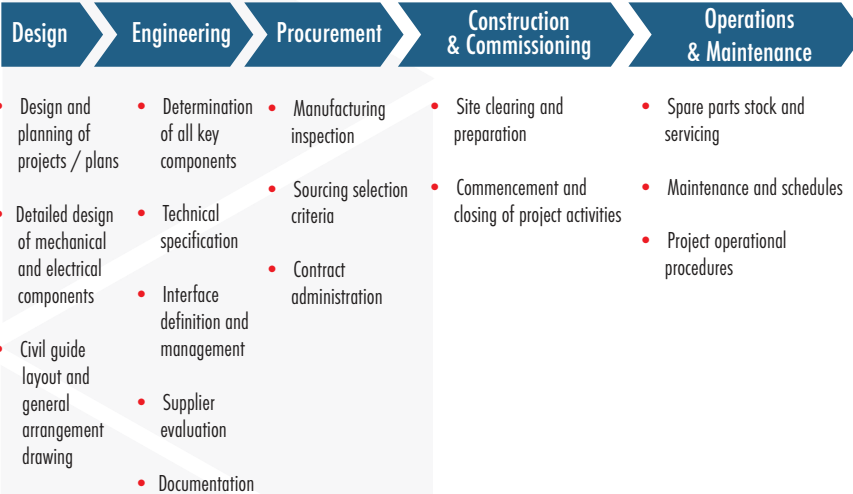 Design
Engineering
Procurement
Construction
& Commissioning
Operations
& Maintenance
• Design and
planning of
projects / plans
• Detailed design
of mechanical
and electrical
components
• Civil guide
layout and
general
arrangement
drawing
• Determination
of all key
components
• Technical
specification
• Interface
definition and
management
• Supplier
evaluation
• Documentation
• Manufacturing
inspection
• Sourcing selection
criteria
• Contract
administration
• Site clearing and
preparation
• Commencement and
closing of project activities
• Spare parts stock and
servicing
• Maintenance and schedules
• Project operational
procedures